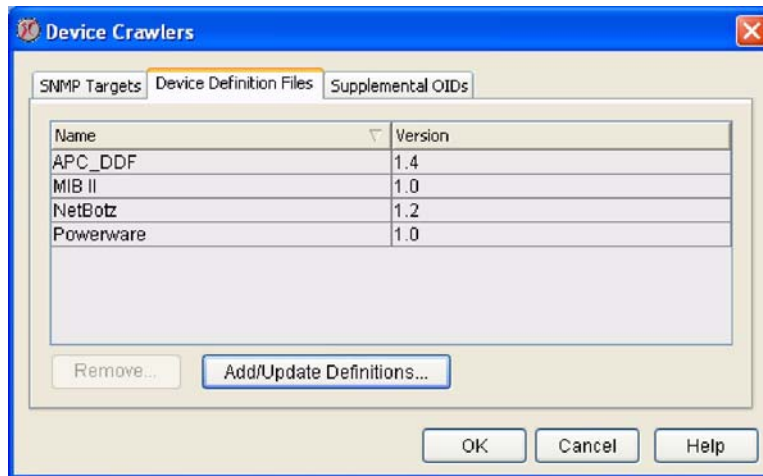 Device Crawlers
SNMP Targets Device Definition Files Supplemental OIDs
Name Version
APC_DDF 1.4
MIB II 1.0
NetBotz 1.2
Powerware 1.0
Remove... Add/Update Definitions...
OK Cancel Help